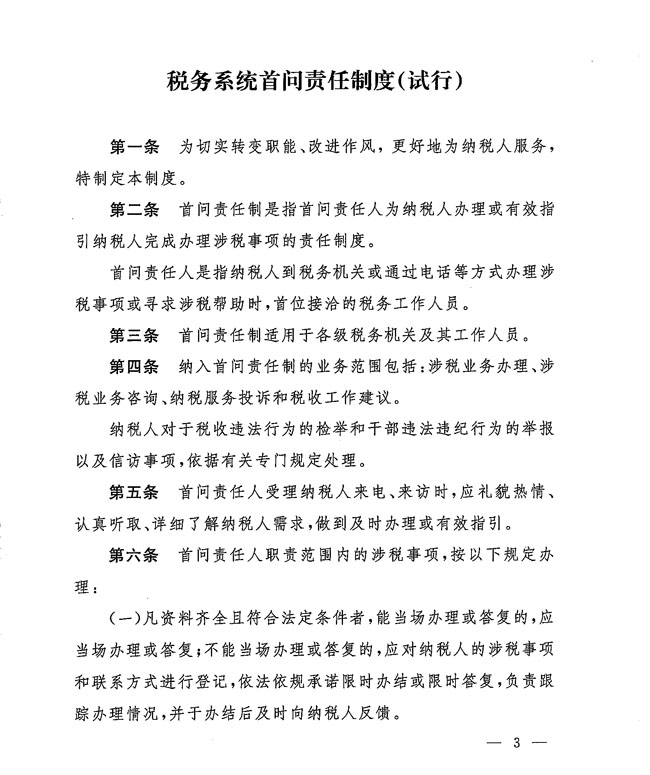 税务系统首问责任制度(试行)
第一条 为切实转变职能、改进作风，更好地为纳税人服务，
特制定本制度。
第二条 首问责任制是指首问责任人为纳税人办理或有效指
引纳税人完成办理涉税事项的责任制度。
首问责任人是指纳税人到税务机关或通过电话等方式办理涉
税事项或寻求涉税帮助时，首位接洽的税务工作人员。
第三条 首问责任制适用于各级税务机关及其工作人员。
第四条 纳入首问责任制的业务范围包括：涉税业务办理、涉
税业务咨询、纳税服务投诉和税收工作建议。
纳税人对于税收违法行为的检举和干部违法违纪行为的举报
以及信访事项，依据有关专门规定处理。
第五条 首问责任人受理纳税人来电、来访时，应礼貌热情、
认真听取、详细了解纳税人需求，做到及时办理或有效指引。
第六条 首问责任人职责范围内的涉税事项，按以下规定办
理：
(一)凡资料齐全且符合法定条件者，能当场办理或答复的，应
当场办理或答复；不能当场办理或答复的，应对纳税人的涉税事项
和联系方式进行登记，依法依规承诺限时办结或限时答复，负责跟
踪办理情况，并于办结后及时向纳税人反馈。
— 3 —